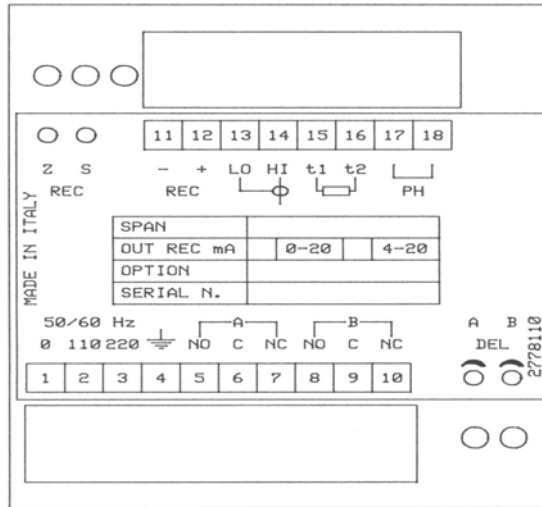 11 12 13 14 15 16 17 18
Z S - + LO HI t1 t2
REC REC PH
MADE IN ITALY
SPAN
OUT REC mA 0-20 4-20
OPTION
SERIAL N.
50/60 Hz A B A B
0 110 220 NO C NC NO C NC DEL
1 2 3 4 5 6 7 8 9 10
2778110